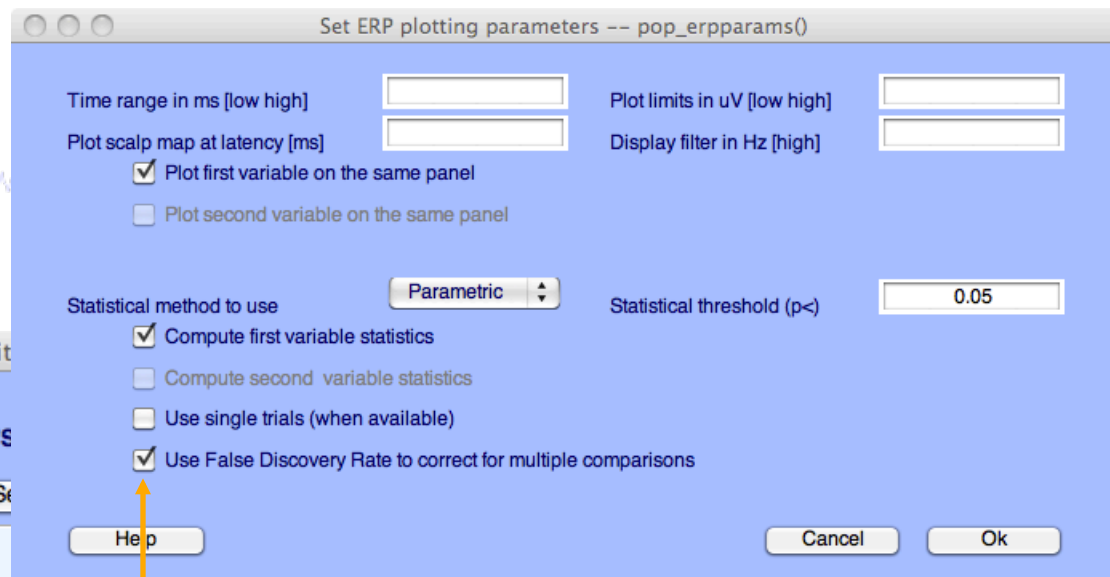 Set ERP plotting parameters -- pop_erpparams()
Time range in ms [low high]
Plot limits in uV [low high]
Plot scalp map at latency [ms]
Display filter in Hz [high]
Plot first variable on the same panel
Plot second variable on the same panel
Statistical method to use
Parametric
Statistical threshold (p<)
0.05
Compute first variable statistics
Compute second variable statistics
Use single trials (when available)
Use False Discovery Rate to correct for multiple comparisons
Help
Cancel
Ok